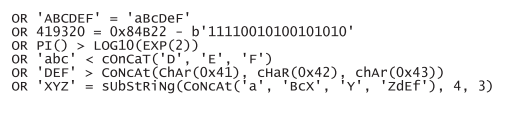 OR 'ABCDEF' = 'aBcDeF'
OR 419320 = 0x84B22 - b'11110010100101010'
OR PI() > LOG10(EXP(2))
OR 'abc' < cOnCaT('D', 'E', 'F')
OR 'DEF' > CoNcAt(ChAr(0x41), cHaR(0x42), chAr(0x43))
OR 'XYZ' = sUbStRiNg(CoNcAt('a', 'BcX', 'Y', 'ZdEf'), 4, 3)